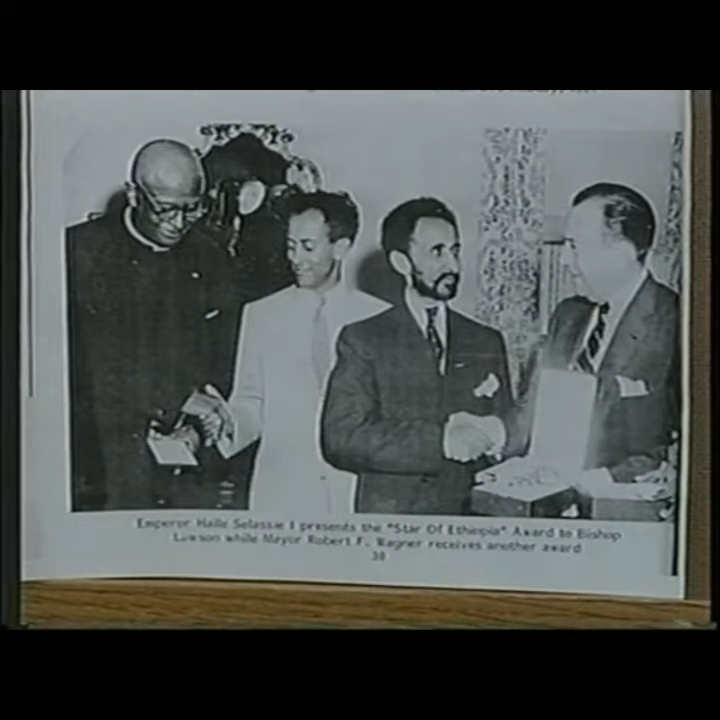 Emperor Haile Selassie I presents the "Star Of Ethiopia" Award to Bishop
Lawson while Mayor Robert F. Wagner receives another award
30